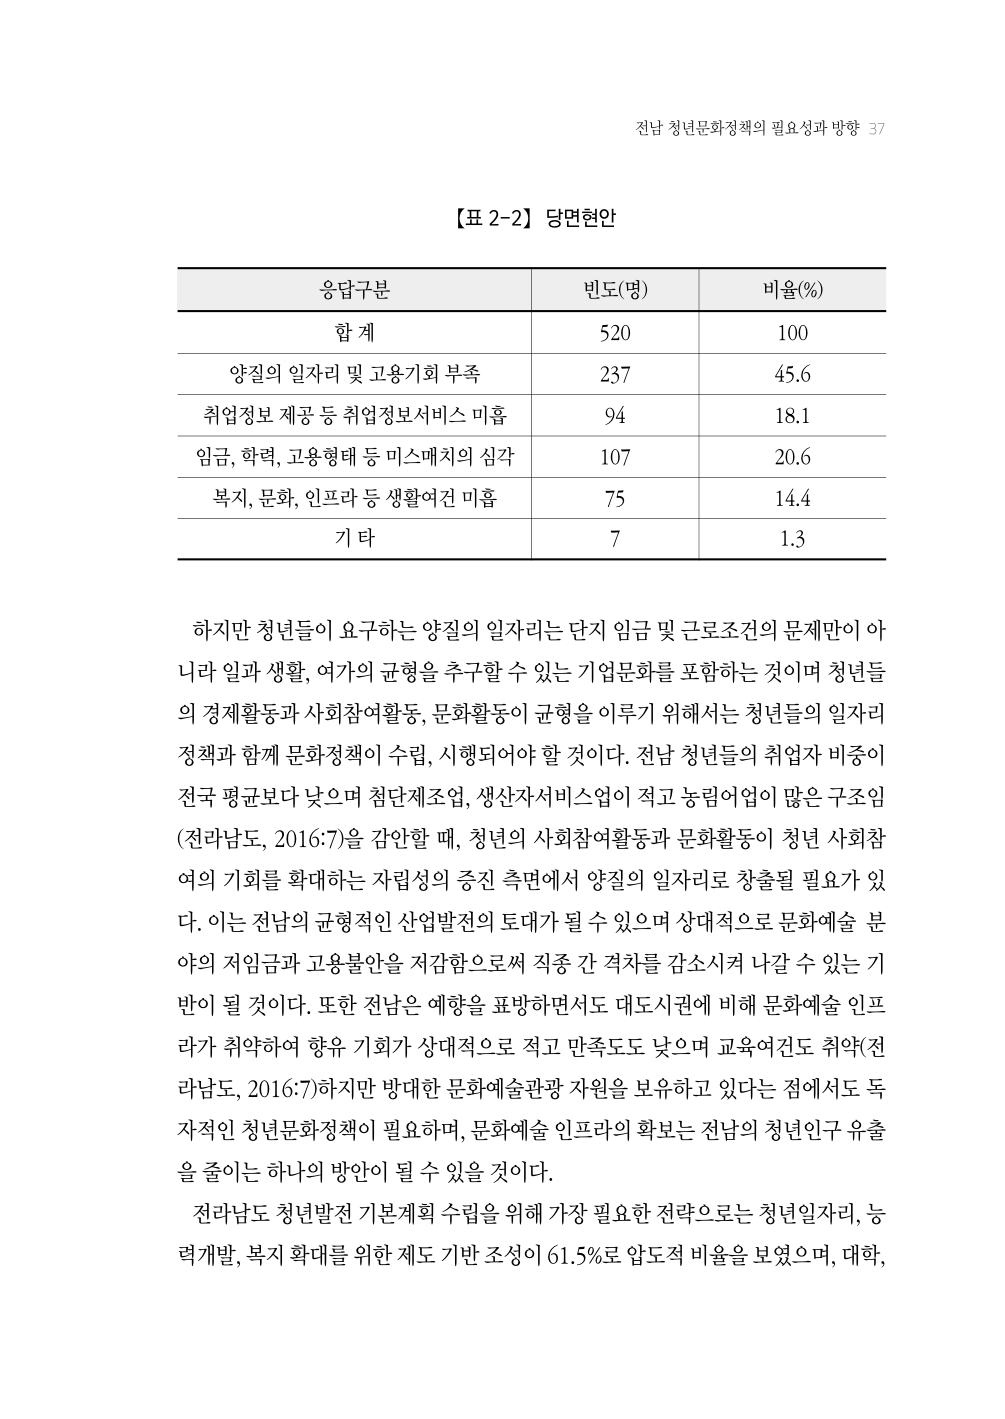 전남 청년문화정책의 필요성과 방향 37
【표 2-2】 당면현안
응답구분 빈도(명) 비율(%)
합 계 520 100
양질의 일자리 및 고용기회 부족 237 45.6
취업정보 제공 등 취업정보서비스 미흡 94 18.1
임금, 학력, 고용형태 등 미스매치의 심각 107 20.6
복지, 문화, 인프라 등 생활여건 미흡 75 14.4
기 타 7 1.3
하지만 청년들이 요구하는 양질의 일자리는 단지 임금 및 근로조건의 문제만이 아
니라 일과 생활, 여가의 균형을 추구할 수 있는 기업문화를 포함하는 것이며 청년들
의 경제활동과 사회참여활동, 문화활동이 균형을 이루기 위해서는 청년들의 일자리
정책과 함께 문화정책이 수립, 시행되어야 할 것이다. 전남 청년들의 취업자 비중이
전국 평균보다 낮으며 첨단제조업, 생산자서비스업이 적고 농림어업이 많은 구조임
(전라남도, 2016:7)을 감안할 때, 청년의 사회참여활동과 문화활동이 청년 사회참
여의 기회를 확대하는 자립성의 증진 측면에서 양질의 일자리로 창출될 필요가 있
다. 이는 전남의 균형적인 산업발전의 토대가 될 수 있으며 상대적으로 문화예술 분
야의 저임금과 고용불안을 저감함으로써 직종 간 격차를 감소시켜 나갈 수 있는 기
반이 될 것이다. 또한 전남은 예향을 표방하면서도 대도시권에 비해 문화예술 인프
라가 취약하여 향유 기회가 상대적으로 적고 만족도도 낮으며 교육여건도 취약(전
라남도, 2016:7)하지만 방대한 문화예술관광 자원을 보유하고 있다는 점에서도 독
자적인 청년문화정책이 필요하며, 문화예술 인프라의 확보는 전남의 청년인구 유출
을 줄이는 하나의 방안이 될 수 있을 것이다.
전라남도 청년발전 기본계획 수립을 위해 가장 필요한 전략으로는 청년일자리, 능
력개발, 복지 확대를 위한 제도 기반 조성이 61.5%로 압도적 비율을 보였으며, 대학,